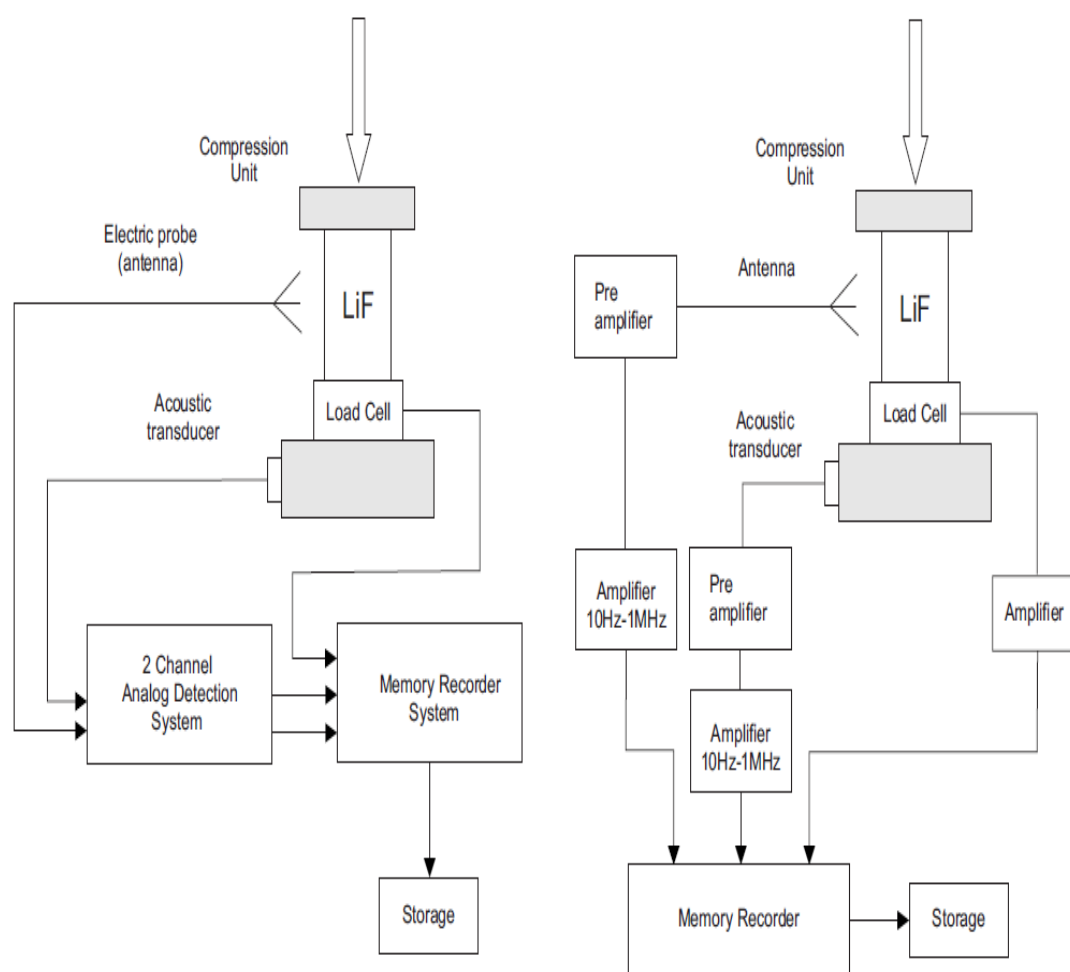 Compression
Unit
Electric probe
(antenna)
LiF
Load Cell
Acoustic
transducer
2 Channel
Analog Detection
System
Memory Recorder
System
Storage
Compression
Unit
Antenna
Pre
amplifier
LiF
Load Cell
Acoustic
transducer
Amplifier
10Hz-1MHz
Pre
amplifier
Amplifier
Amplifier
10Hz-1MHz
Memory Recorder
Storage